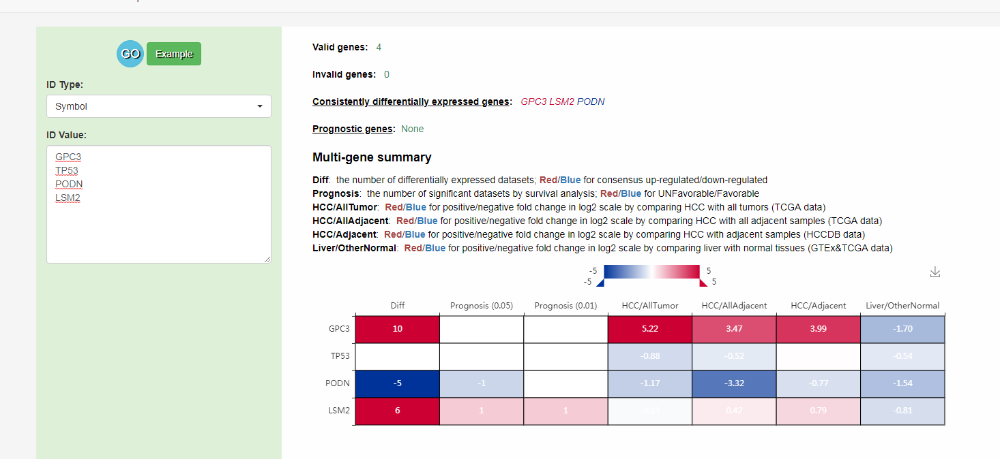 GO Example
ID Type:
Symbol
ID Value:
GPC3
TP53
PODN
LSM2
Valid genes: 4
Invalid genes: 0
Consistently differentially expressed genes: GPC3 LSM2 PODN
Prognostic genes: None
Multi-gene summary
Diff: the number of differentially expressed datasets; Red/Blue for consensus up-regulated/down-regulated
Prognosis: the number of significant datasets by survival analysis; Red/Blue for UNFavorable/Favorable
HCC/AllTumor: Red/Blue for positive/negative fold change in log2 scale by comparing HCC with all tumors (TCGA data)
HCC/AllAdjacent: Red/Blue for positive/negative fold change in log2 scale by comparing HCC with all adjacent samples (TCGA data)
HCC/Adjacent: Red/Blue for positive/negative fold change in log2 scale by comparing HCC with adjacent samples (HCCDB data)
Liver/OtherNormal: Red/Blue for positive/negative fold change in log2 scale by comparing liver with normal tissues (GTEx&TCGA data)
-5 5
-5 5
Diff Prognosis (0.05) Prognosis (0.01) HCC/AllTumor HCC/AllAdjacent HCC/Adjacent Liver/OtherNormal
GPC3 10 5.22 3.47 3.99 -1.70
TP53 -0.88 -0.52 -0.54
PODN -5 -1 -1.17 -3.32 -0.77 -1.54
LSM2 6 1 1 0.42 0.79 -0.81